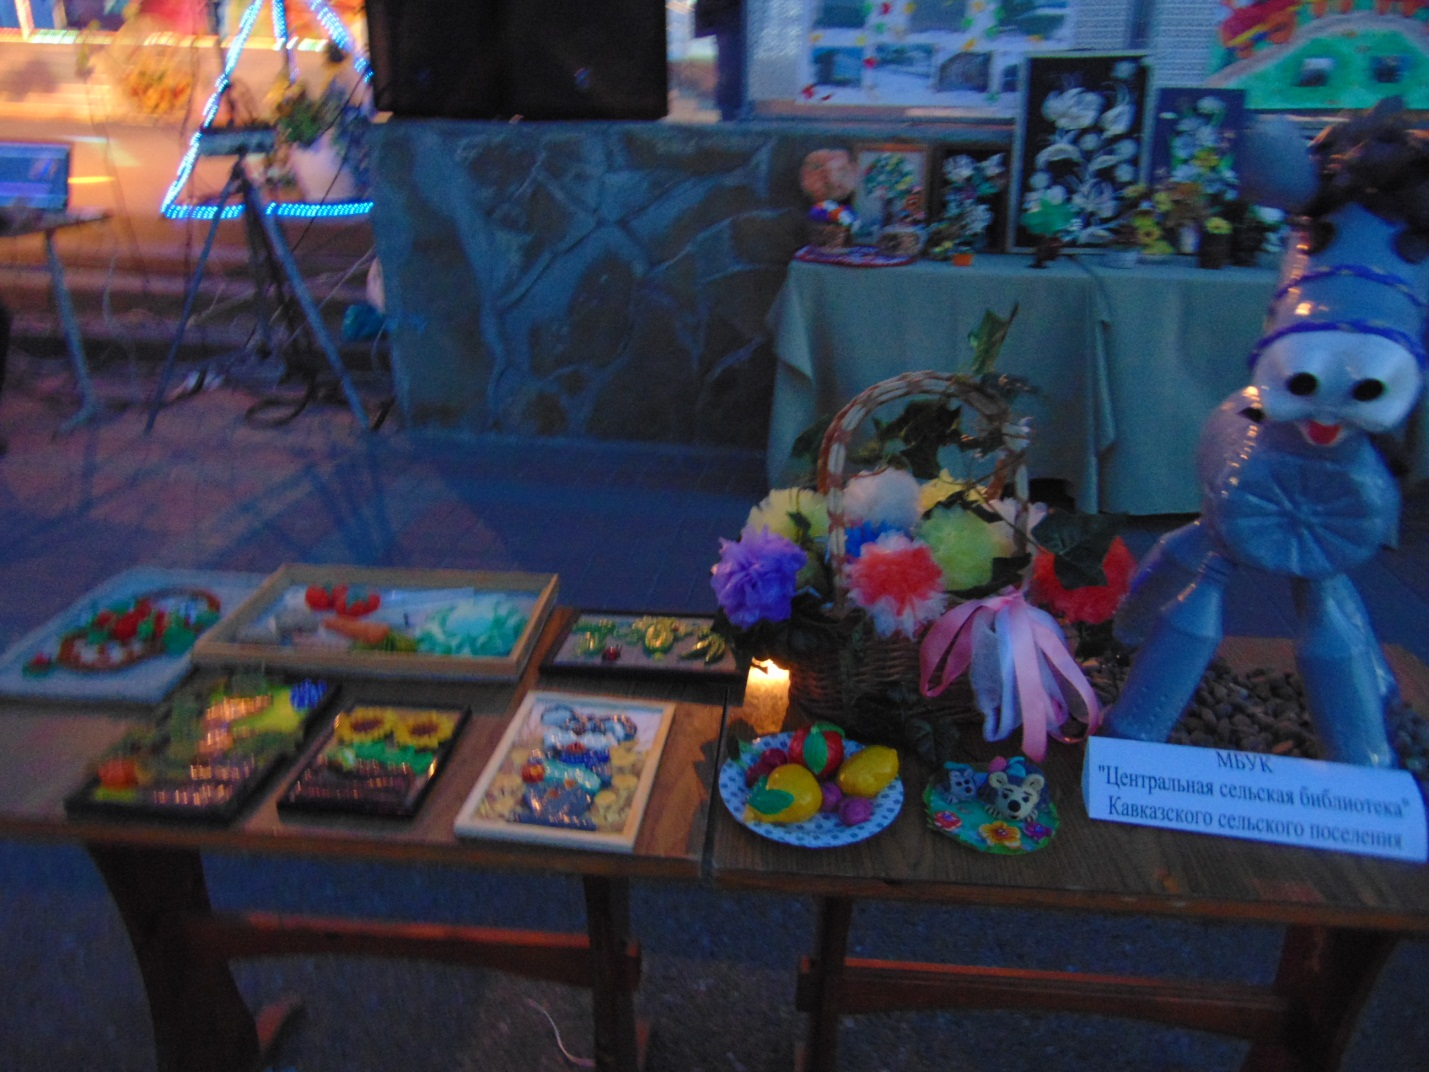 МБУК
"Центральная сельская библиотека"
Кавказского сельского поселения